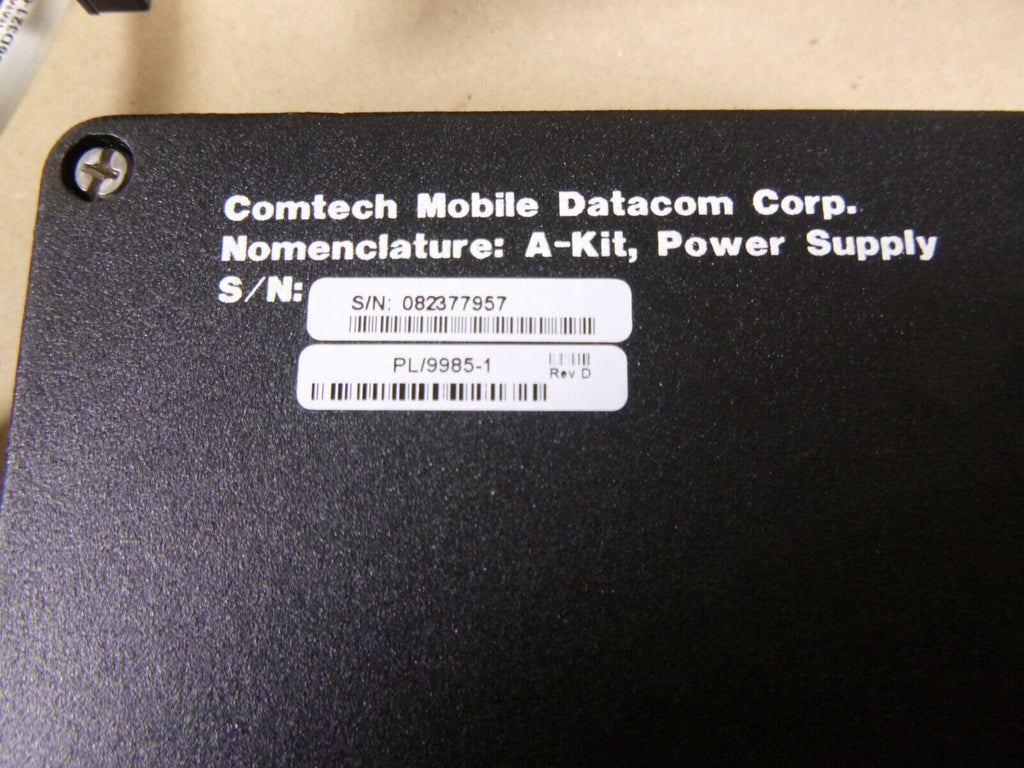 Comtech Mobile Datacom Corp.
Nomenclature: A-Kit, Power Supply
S/N:
S/N: 082377957
PL/9985-1
Rev D